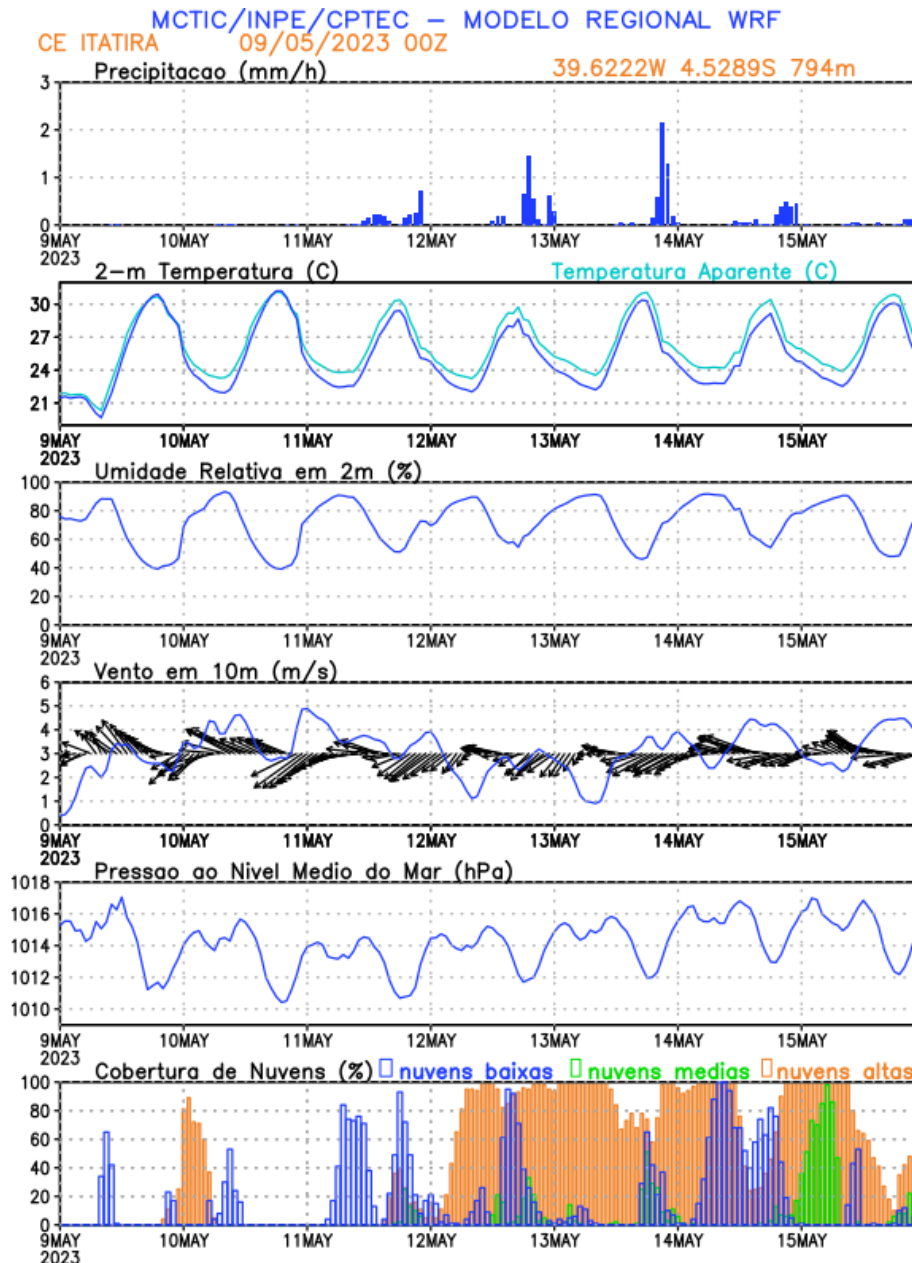 MCTIC/INPE/CPTEC – MODELO REGIONAL WRF
CE ITATIRA 09/05/2023 00Z
Precipitacao (mm/h) 39.6222W 4.5289S 794m
3
2
1
0
9MAY 10MAY 11MAY 12MAY 13MAY 14MAY 15MAY
2023
2–m Temperatura (C) Temperatura Aparente (C)
30
27
24
21
9MAY 10MAY 11MAY 12MAY 13MAY 14MAY 15MAY
2023
Umidade Relativa em 2m (%)
100
80
60
40
20
0
9MAY 10MAY 11MAY 12MAY 13MAY 14MAY 15MAY
2023
Vento em 10m (m/s)
6
5
4
3
2
1
0
9MAY 10MAY 11MAY 12MAY 13MAY 14MAY 15MAY
2023
Pressao ao Nivel Medio do Mar (hPa)
1018
1016
1014
1012
1010
9MAY 10MAY 11MAY 12MAY 13MAY 14MAY 15MAY
2023
Cobertura de Nuvens (%) nuvens baixas nuvens medias nuvens altas
100
80
60
40
20
0
9MAY 10MAY 11MAY 12MAY 13MAY 14MAY 15MAY
2023